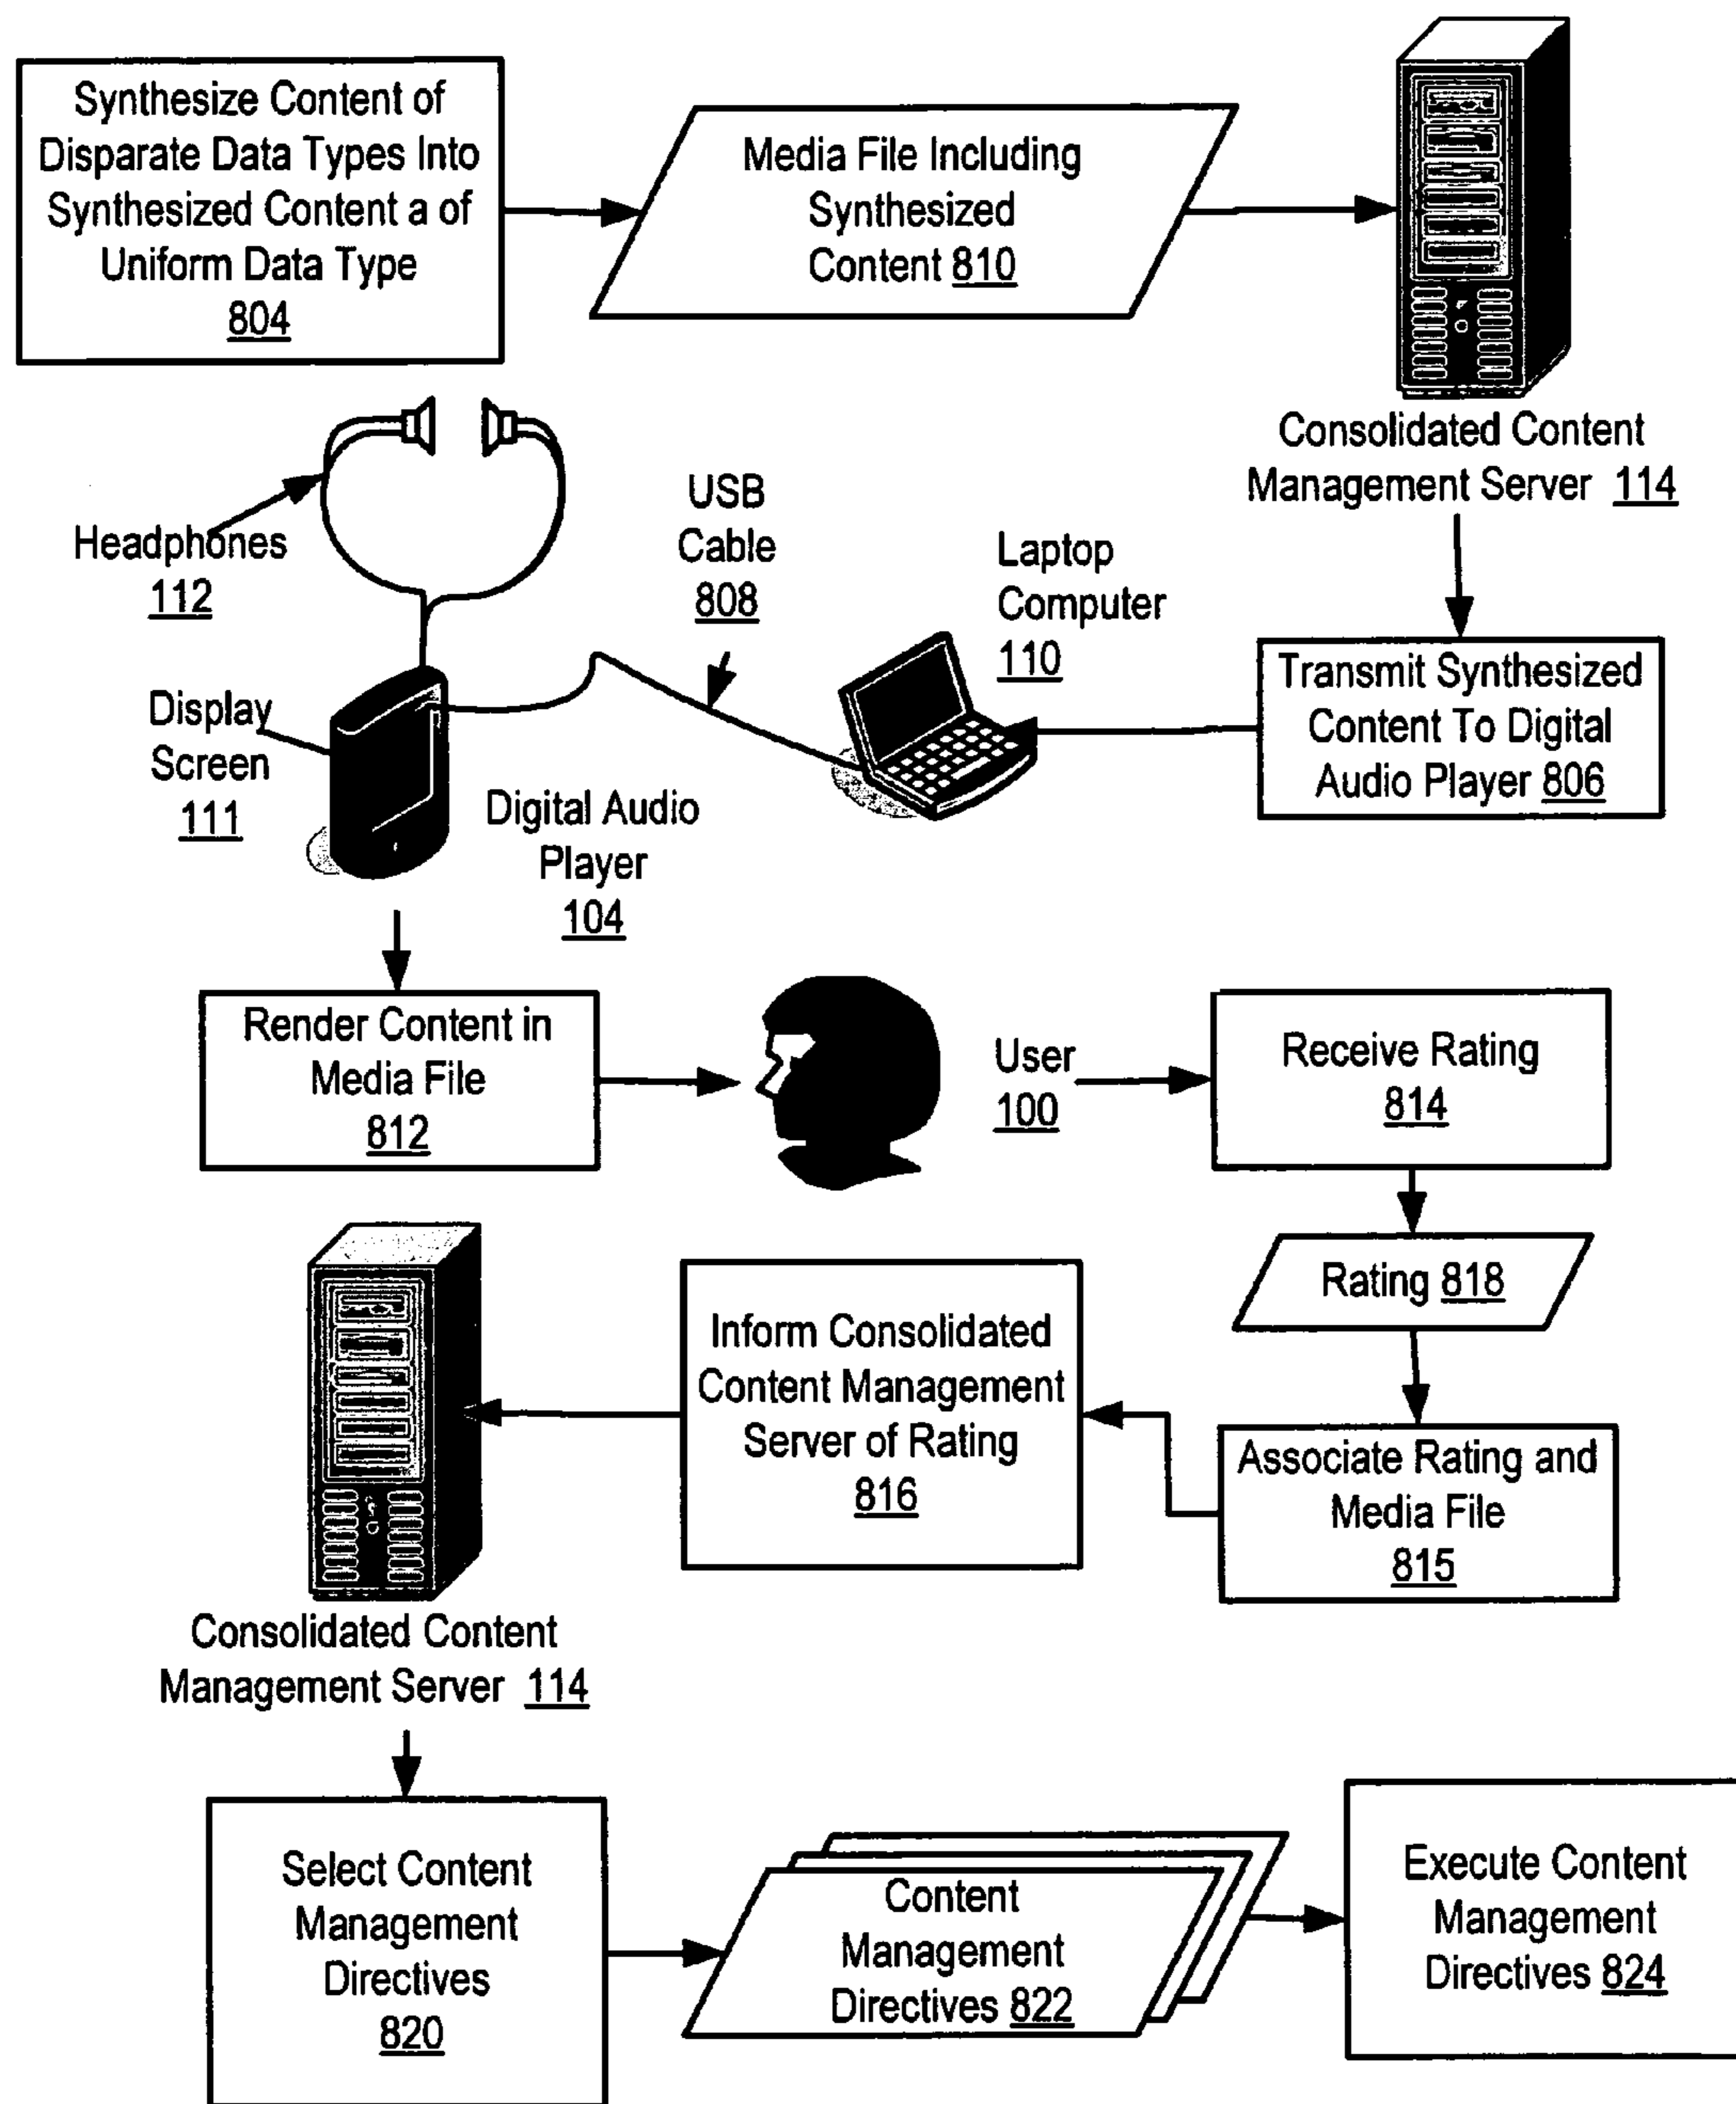 Synthesize Content of
Disparate Data Types Into
Synthesized Content a of
Uniform Data Type
804
Media File Including
Synthesized
Content 810
Consolidated Content
Management Server 114
Headphones
112
USB
Cable
808
Laptop
Computer
110
Transmit Synthesized
Content To Digital
Audio Player 806
Display
Screen
111
Digital Audio
Player
104
Render Content in
Media File
812
User
100
Receive Rating
814
Rating 818
Inform Consolidated
Content Management
Server of Rating
816
Associate Rating and
Media File
815
Consolidated Content
Management Server 114
Select Content
Management
Directives
820
Content
Management
Directives 822
Execute Content
Management
Directives 824